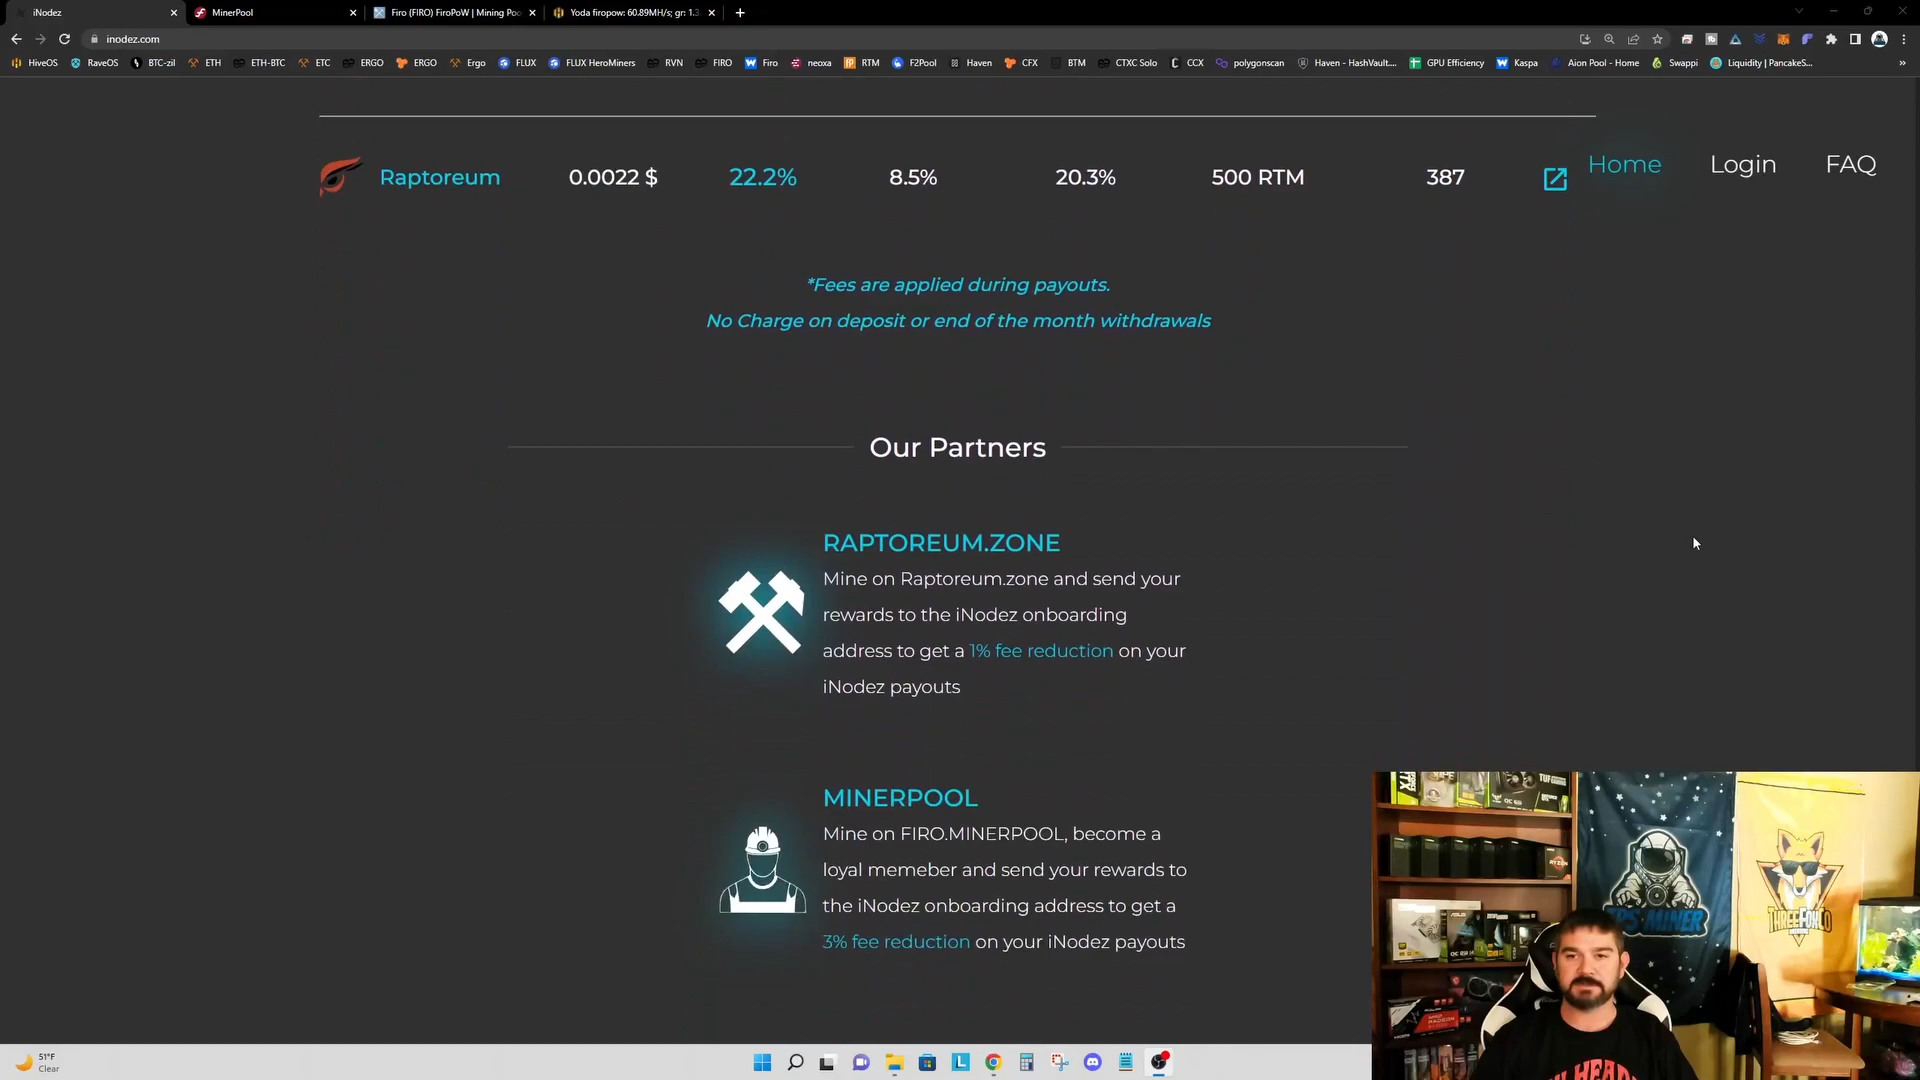 iNodez
MinerPool
Firo (FIRO) FiroPoW | Mining Poo
Yoda firopow: 60.89MH/s; gr: 1.3
inodez.com
HiveOS RaveOS BTC-zil ETH ETH-BTC ETC ERGO ERGO Ergo FLUX FLUX HeroMiners RVN FIRO Firo neoxa RTM F2Pool Haven CFX BTM CTXC Solo CCX polygonscan Haven - HashVault.... GPU Efficiency Kaspa Aion Pool - Home Swappi Liquidity | PancakeS...
Home Login FAQ
Raptoreum 0.0022 $ 22.2% 8.5% 20.3% 500 RTM 387
*Fees are applied during payouts.
No Charge on deposit or end of the month withdrawals
Our Partners
RAPTOREUM.ZONE
Mine on Raptoreum.zone and send your
rewards to the iNodez onboarding
address to get a 1% fee reduction on your
iNodez payouts
MINERPOOL
Mine on FIRO.MINERPOOL, become a
loyal memeber and send your rewards to
the iNodez onboarding address to get a
3% fee reduction on your iNodez payouts
THREEFOXCO
RYZEN
51°F
Clear